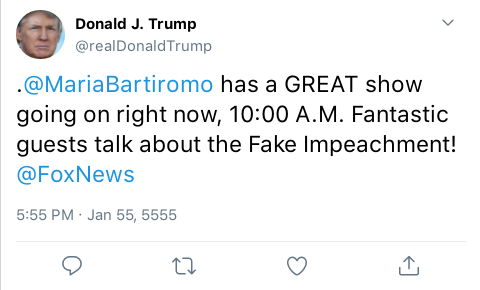 Donald J. Trump
@realDonaldTrump
.@MariaBartiromo has a GREAT show
going on right now, 10:00 A.M. Fantastic
guests talk about the Fake Impeachment!
@FoxNews
5:55 PM · Jan 55, 5555